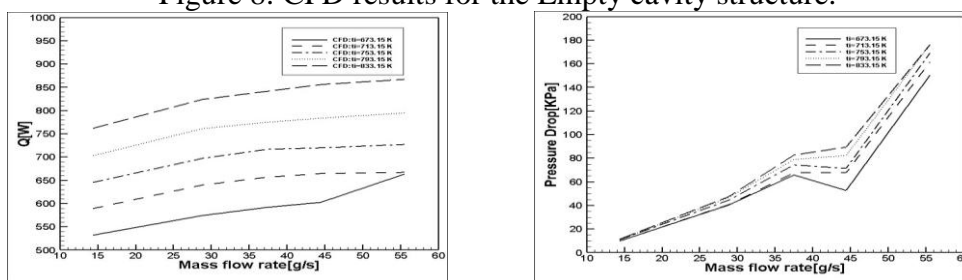 Figure 8. CFD results for the Empty cavity structure.
1000
950
900
850
800
750
700
650
600
550
500
Q[W]
CFD:ti=673.15 K
CFD:ti=713.15 K
CFD:ti=753.15 K
CFD:ti=793.15 K
CFD:ti=833.15 K
10 15 20 25 30 35 40 45 50 55 60
Mass flow rate[g/s]
200
180
160
140
120
100
80
60
40
20
0
Pressure Drop[KPa]
ti=673.15 K
ti=713.15 K
ti=753.15 K
ti=793.15 K
ti=833.15 K
10 15 20 25 30 35 40 45 50 55 60
Mass flow rate[g/s]